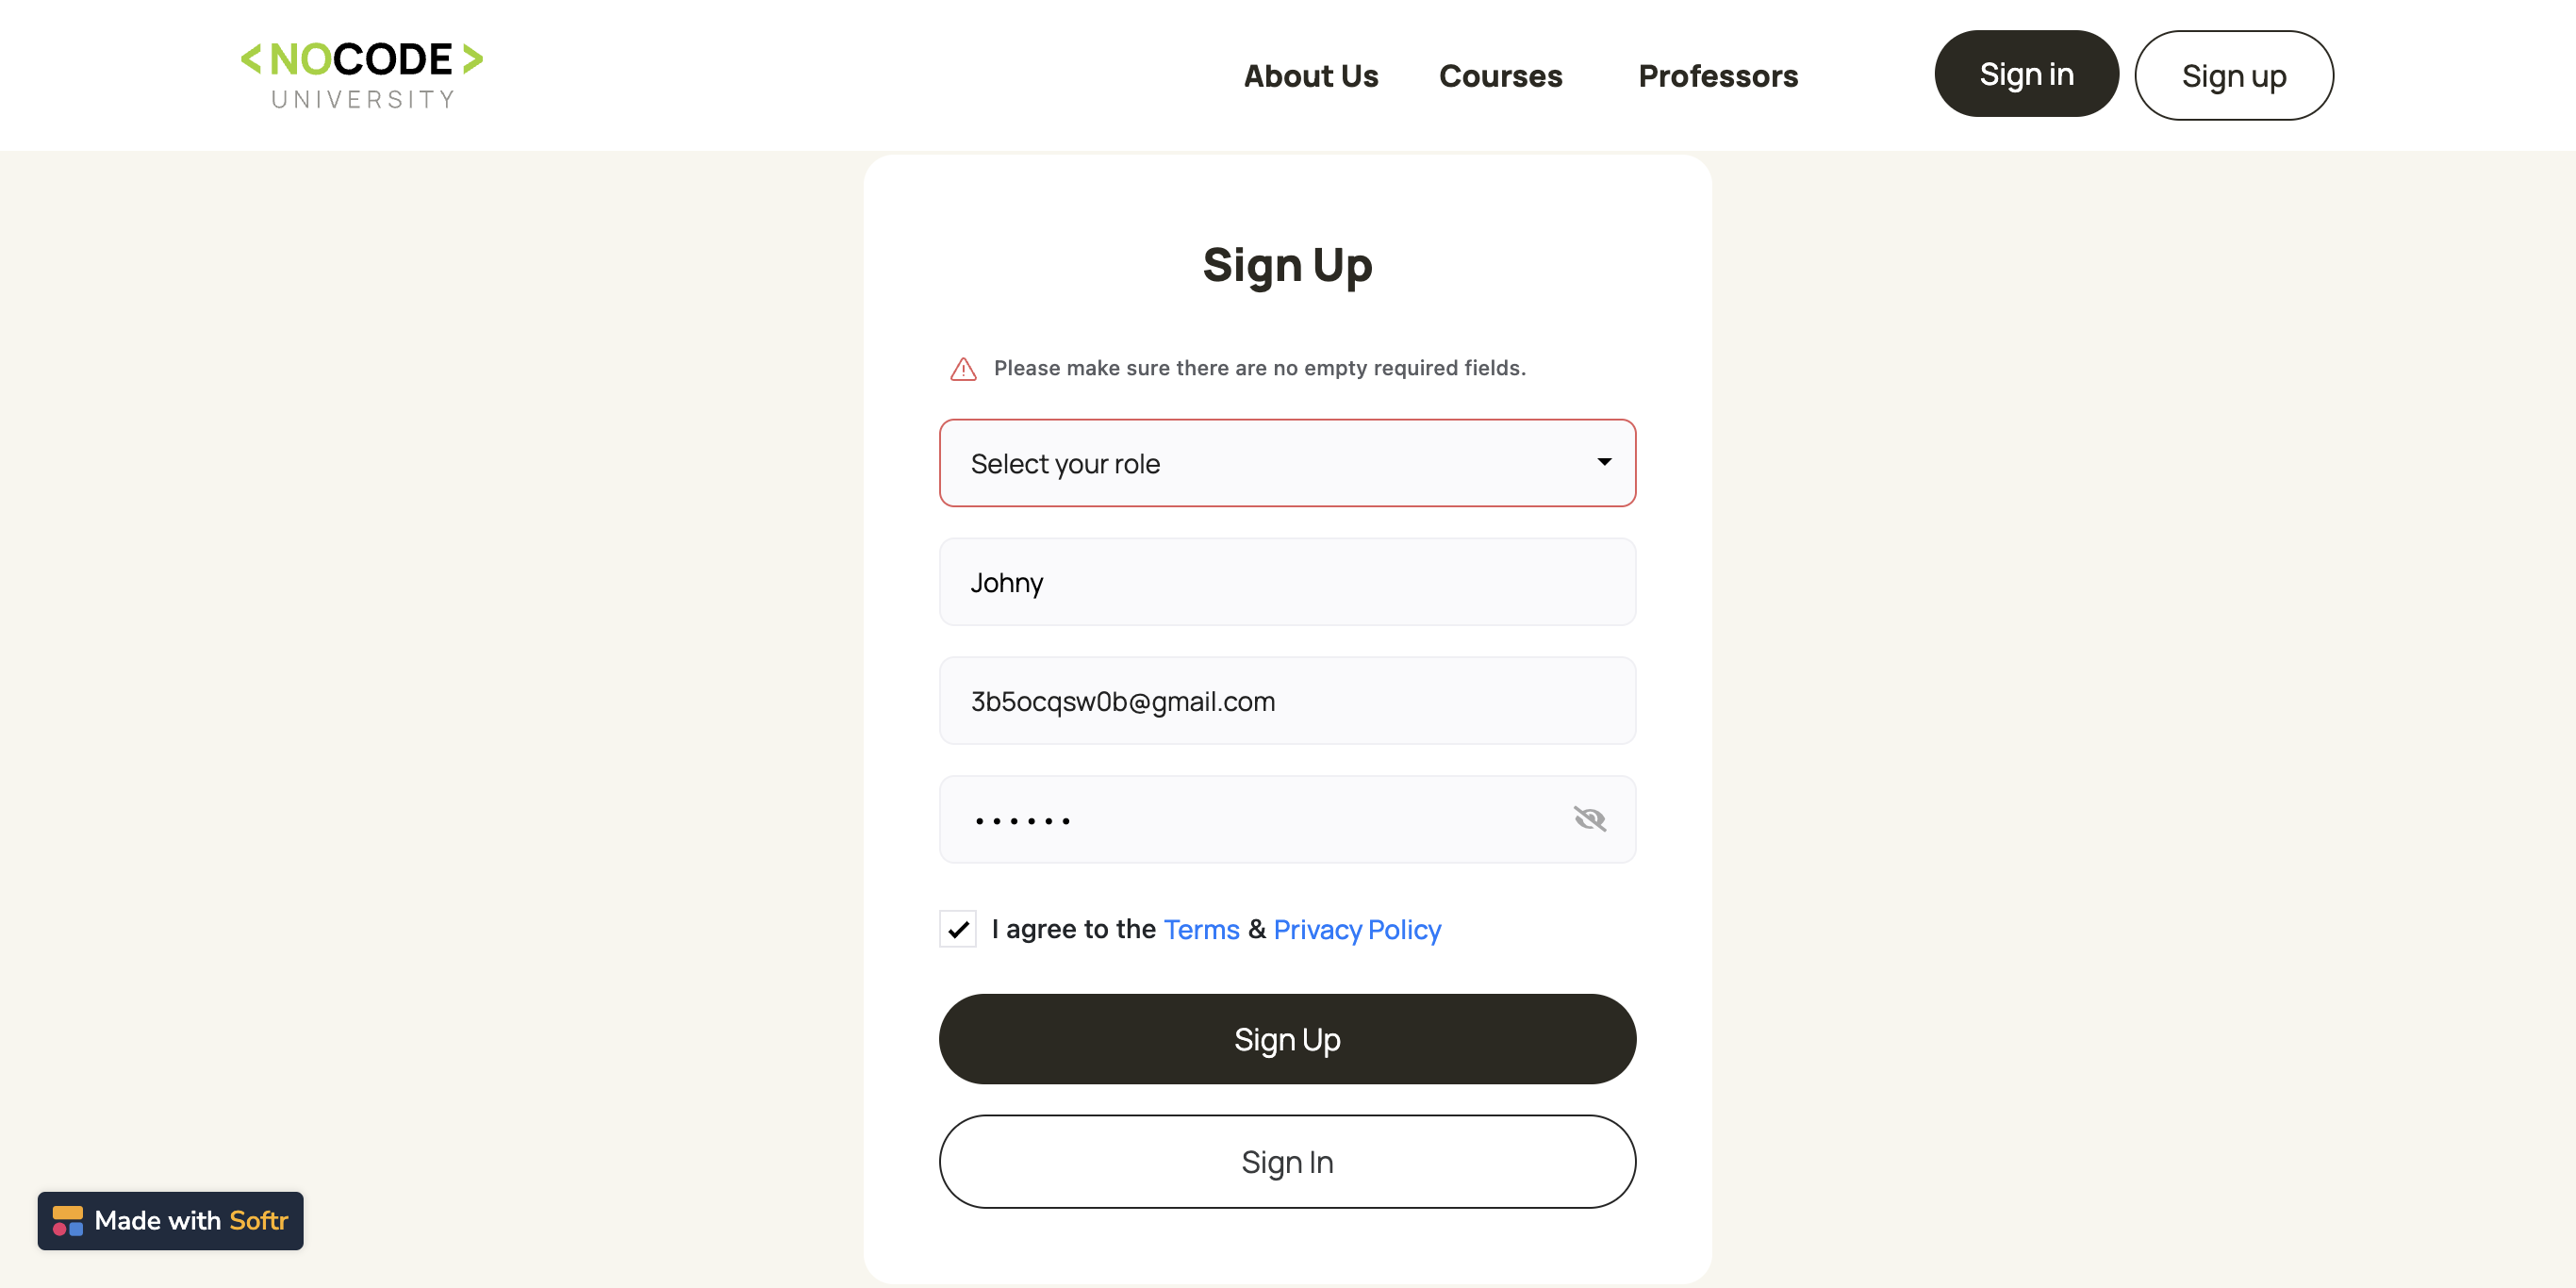 <NOCODE>
UNIVERSITY
About Us Courses Professors Sign in Sign up
Sign Up
Please make sure there are no empty required fields.
Select your role
Johny
3b5ocqsw0b@gmail.com
••••••
I agree to the Terms & Privacy Policy
Sign Up
Sign In
Made with Softr